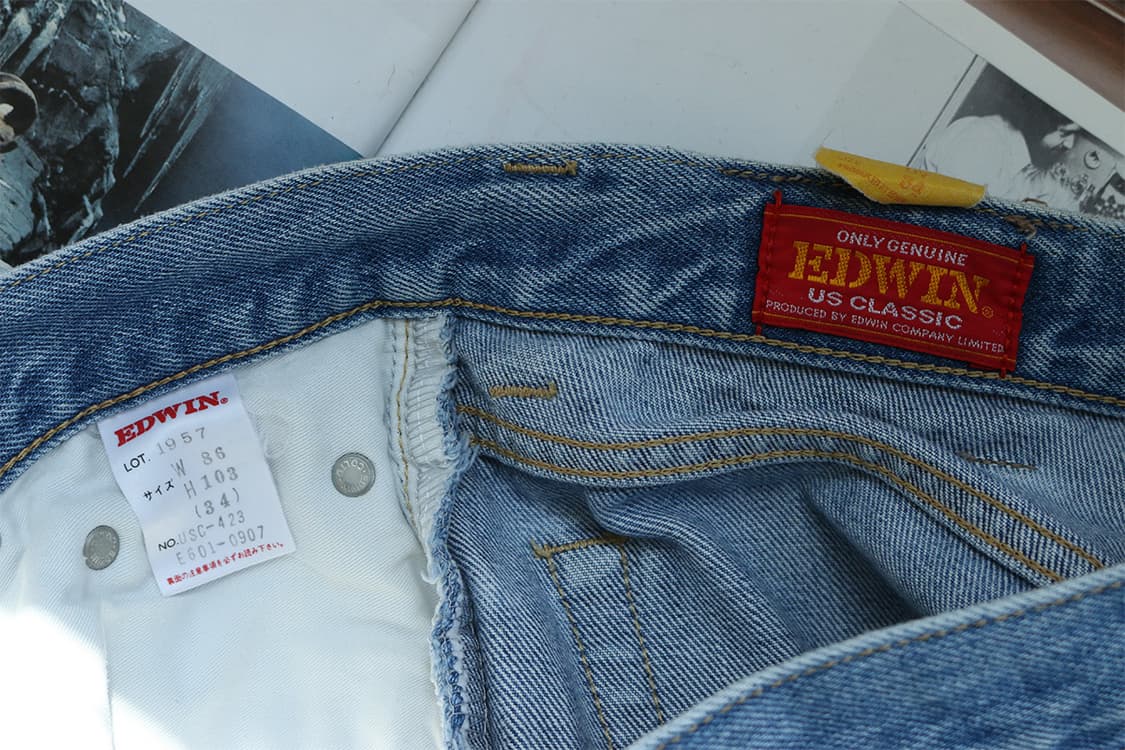 ONLY GENUINE
EDWIN®
US CLASSIC
PRODUCED BY EDWIN COMPANY LIMITED
EDWIN®
LOT. 1957
サイズ W 86
H 103
(34)
NO. USC-423
E601-0907
裏面の注意事項を必ずお読み下さい。
34